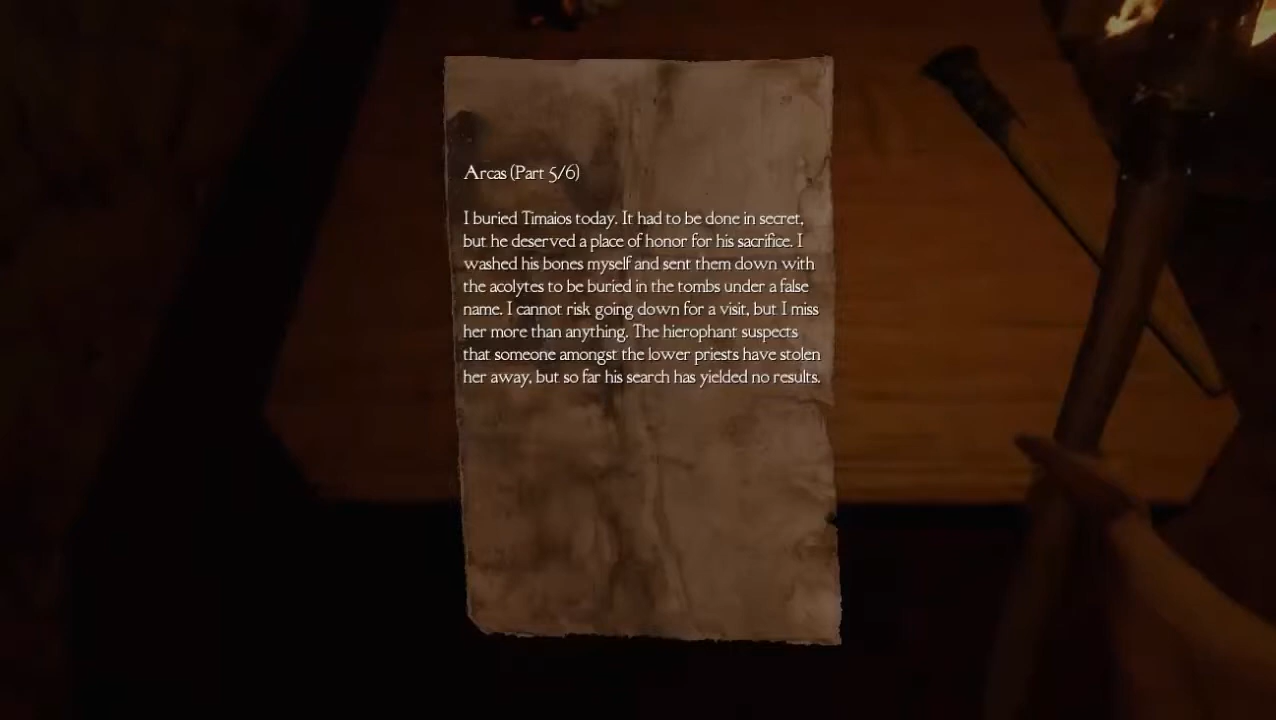 Arcas (Part 5/6)
I buried Timaios today. It had to be done in secret,
but he deserved a place of honor for his sacrifice. I
washed his bones myself and sent them down with
the acolytes to be buried in the tombs under a false
name. I cannot risk going down for a visit, but I miss
her more than anything. The hierophant suspects
that someone amongst the lower priests have stolen
her away, but so far his search has yielded no results.